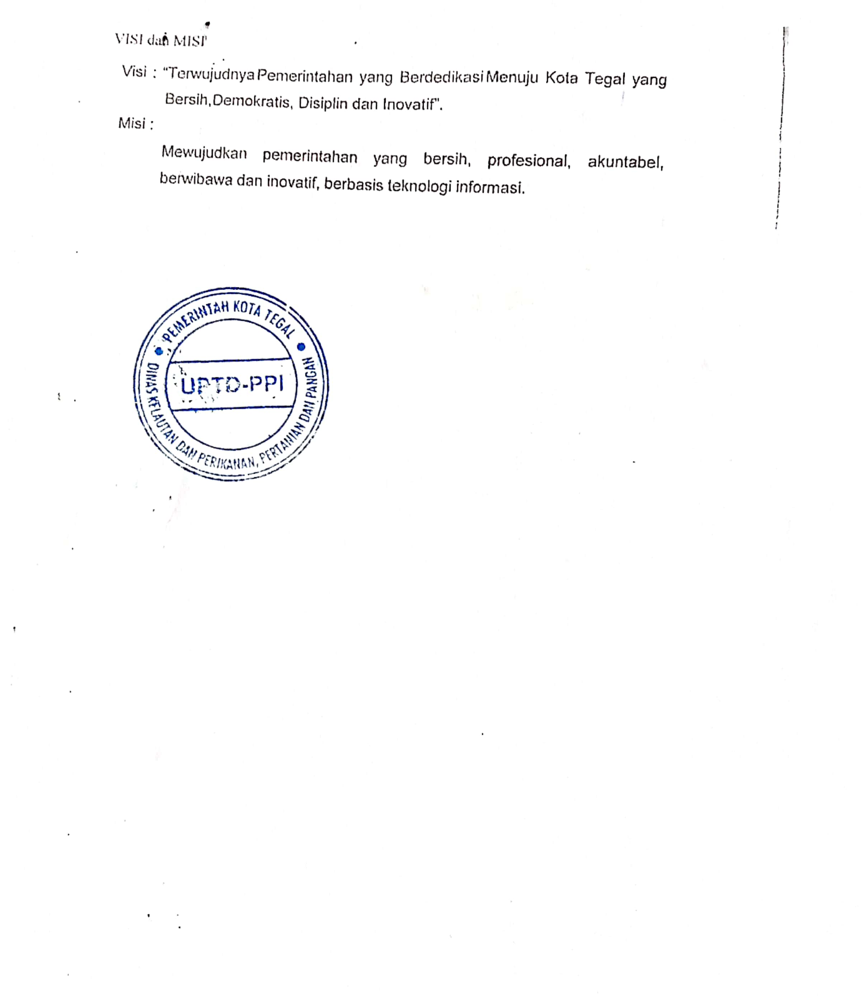 VISI dan MISI
Visi : "Terwujudnya Pemerintahan yang Berdedikasi Menuju Kota Tegal yang
Bersih, Demokratis, Disiplin dan Inovatif".
Misi :
Mewujudkan pemerintahan yang bersih, profesional, akuntabel,
berwibawa dan inovatif, berbasis teknologi informasi.
PEMERINTAH KOTA TEGAL
UPTD-PPI
DINAS KELAUTAN DAN PERIKANAN, PERTANIAN DAN PANGAN